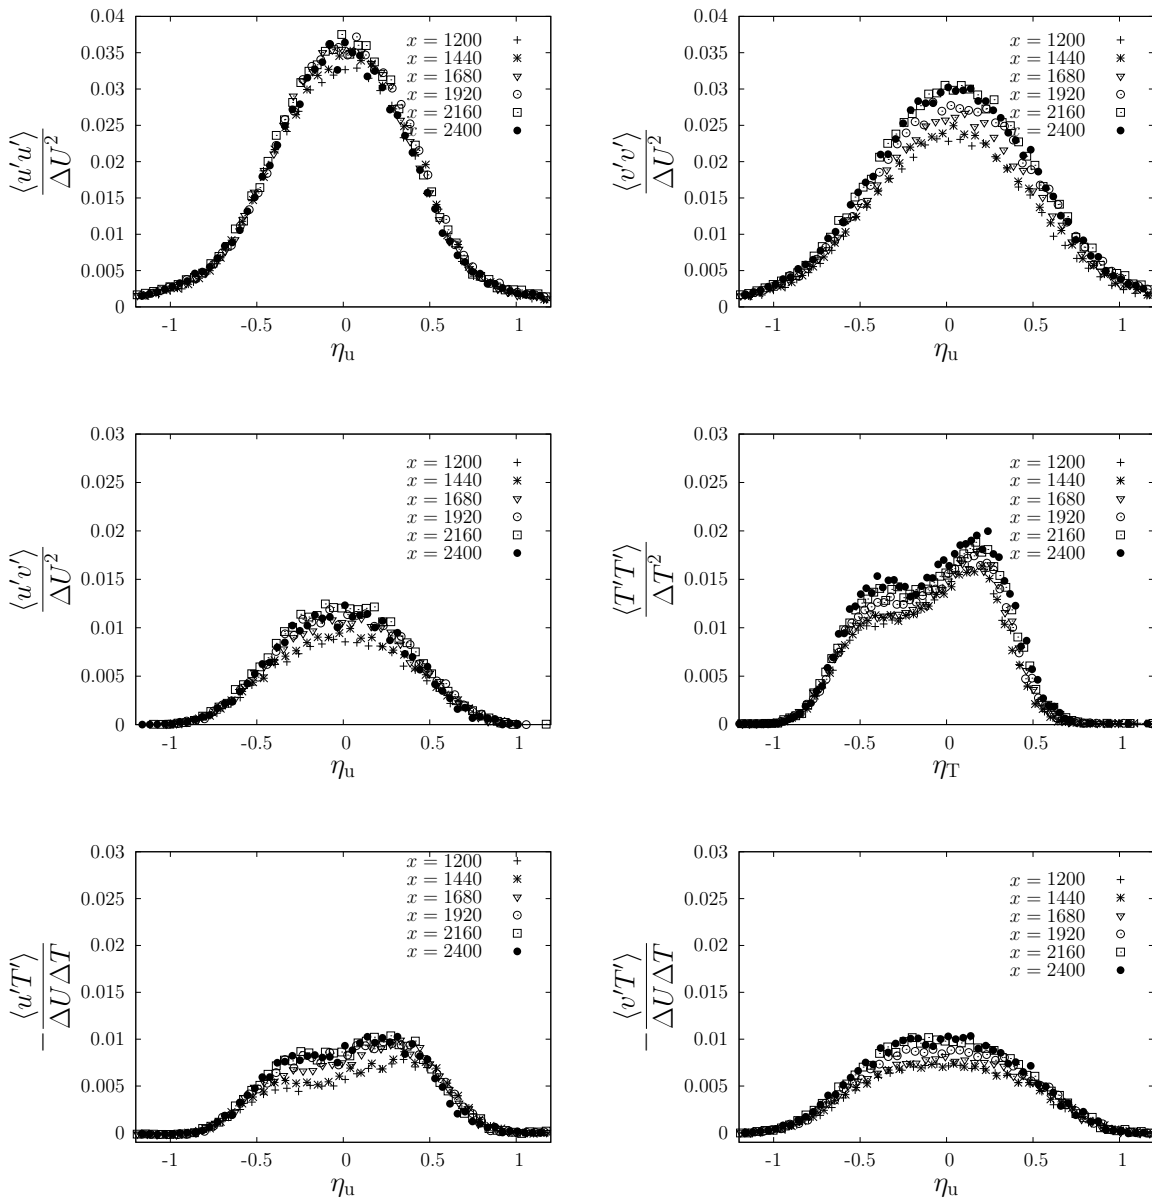 0.04
0.035
0.03
0.025
0.02
0.015
0.01
0.005
0
-1
-0.5
0
0.5
1
⟨u′u′⟩
ΔU²
η_u
x = 1200
x = 1440
x = 1680
x = 1920
x = 2160
x = 2400
0.04
0.035
0.03
0.025
0.02
0.015
0.01
0.005
0
-1
-0.5
0
0.5
1
⟨v′v′⟩
ΔU²
η_u
x = 1200
x = 1440
x = 1680
x = 1920
x = 2160
x = 2400
0.03
0.025
0.02
0.015
0.01
0.005
0
-1
-0.5
0
0.5
1
⟨u′v′⟩
ΔU²
η_u
x = 1200
x = 1440
x = 1680
x = 1920
x = 2160
x = 2400
0.03
0.025
0.02
0.015
0.01
0.005
0
-1
-0.5
0
0.5
1
⟨T′T′⟩
ΔT²
η_T
x = 1200
x = 1440
x = 1680
x = 1920
x = 2160
x = 2400
0.03
0.025
0.02
0.015
0.01
0.005
0
-1
-0.5
0
0.5
1
− ⟨u′T′⟩
ΔUΔT
η_u
x = 1200
x = 1440
x = 1680
x = 1920
x = 2160
x = 2400
0.03
0.025
0.02
0.015
0.01
0.005
0
-1
-0.5
0
0.5
1
− ⟨v′T′⟩
ΔUΔT
η_u
x = 1200
x = 1440
x = 1680
x = 1920
x = 2160
x = 2400